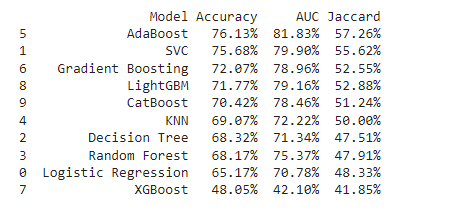 Model Accuracy AUC Jaccard
5 AdaBoost 76.13% 81.83% 57.26%
1 SVC 75.68% 79.90% 55.62%
6 Gradient Boosting 72.07% 78.96% 52.55%
8 LightGBM 71.77% 79.16% 52.88%
9 CatBoost 70.42% 78.46% 51.24%
4 KNN 69.07% 72.22% 50.00%
2 Decision Tree 68.32% 71.34% 47.51%
3 Random Forest 68.17% 75.37% 47.91%
0 Logistic Regression 65.17% 70.78% 48.33%
7 XGBoost 48.05% 42.10% 41.85%